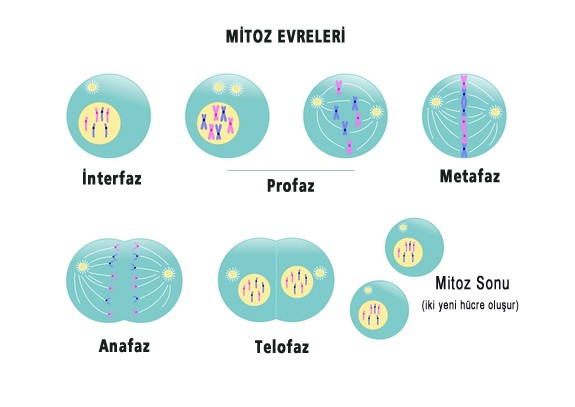 MİTOZ EVRELERİ
İnterfaz
Profaz
Metafaz
Anafaz
Telofaz
Mitoz Sonu
(iki yeni hücre oluşur)